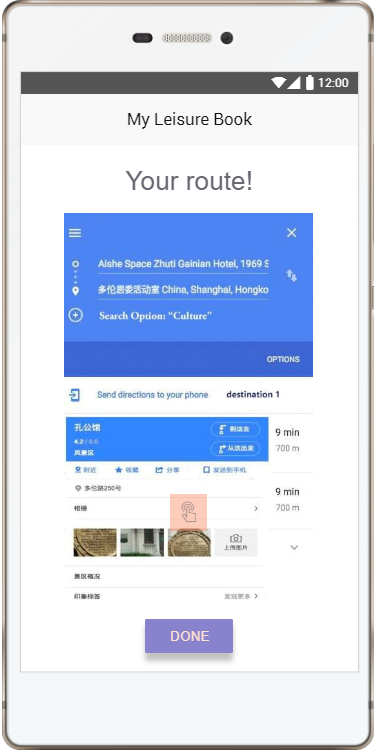 12:00
My Leisure Book
Your route!
Aishe Space Zhuti Gainian Hotel, 1969 S
多伦居委活动室 China, Shanghai, Hongko
Search Option: “Culture”
OPTIONS
Send directions to your phone destination 1
孔公馆
到这去
9 min
4.2 / 5.0
700 m
风景区
从这出发
附近 收藏 分享 发送到手机
多伦路250号
9 min
700 m
相册
上传图片
景区概况
印象标签 发现更多
DONE